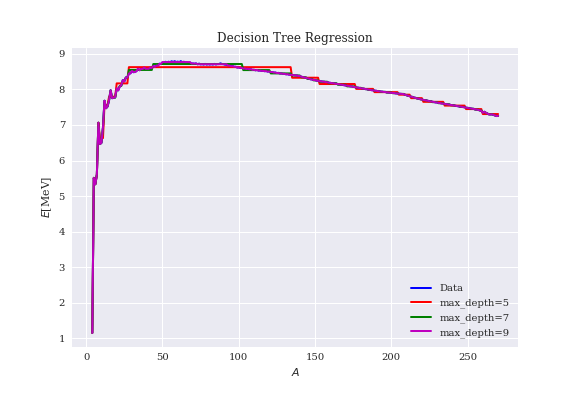 Decision Tree Regression
9
8
7
6
5
4
3
2
1
E[MeV]
0
50
100
150
200
250
A
Data
max_depth=5
max_depth=7
max_depth=9